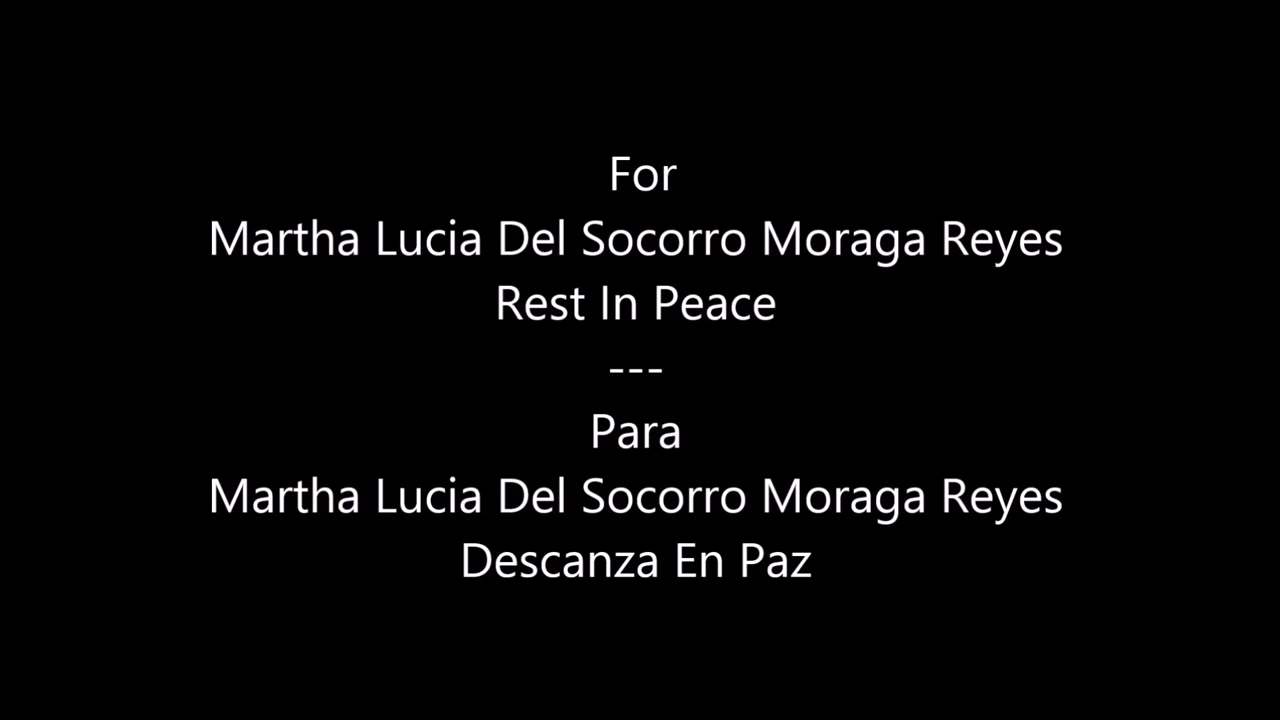 For
Martha Lucia Del Socorro Moraga Reyes
Rest In Peace
---
Para
Martha Lucia Del Socorro Moraga Reyes
Descanza En Paz